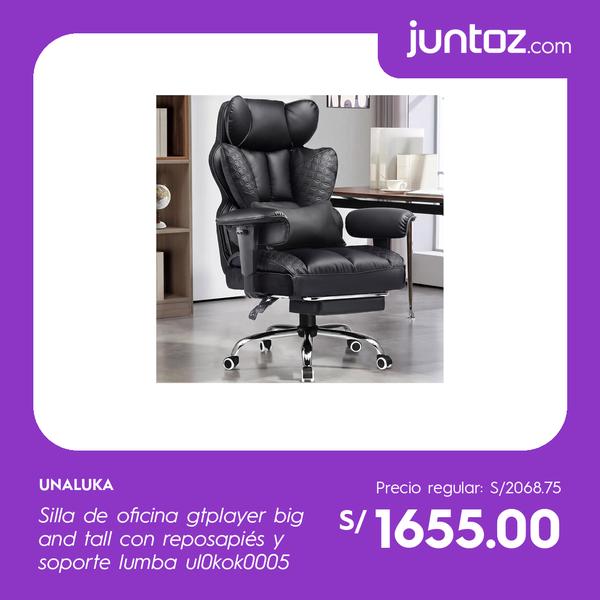 juntoz.com
UNALUKA
Silla de oficina gtplayer big
and tall con reposapiés y
soporte lumba ul0kok0005
Precio regular: S/2068.75
S/ 1655.00